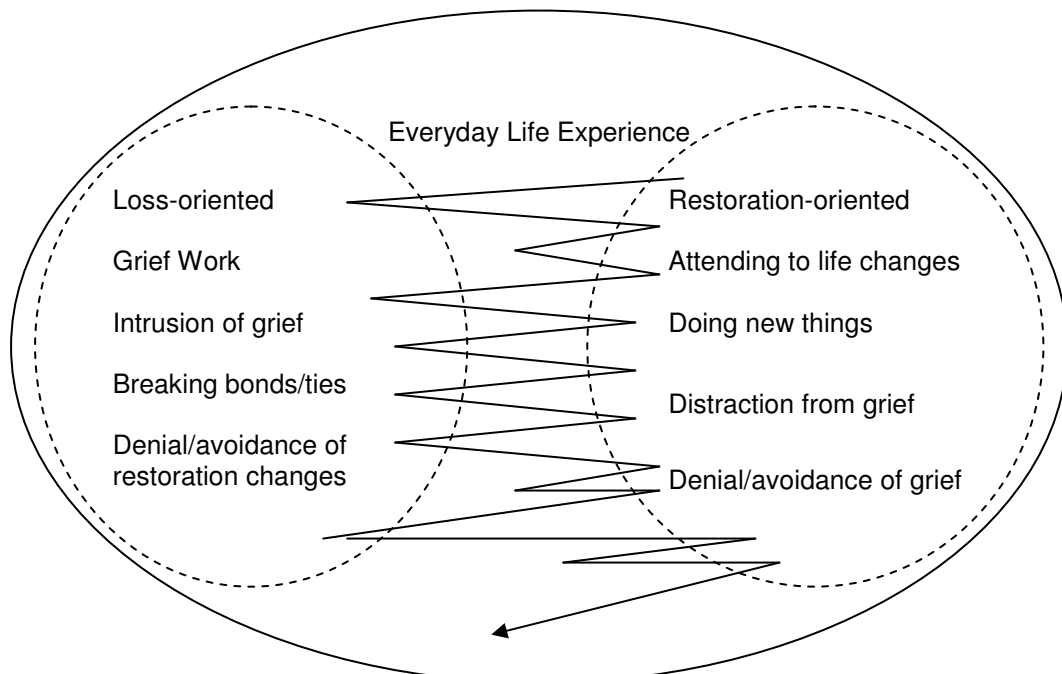 Everyday Life Experience
Loss-oriented
Grief Work
Intrusion of grief
Breaking bonds/ties
Denial/avoidance of
restoration changes
Restoration-oriented
Attending to life changes
Doing new things
Distraction from grief
Denial/avoidance of grief